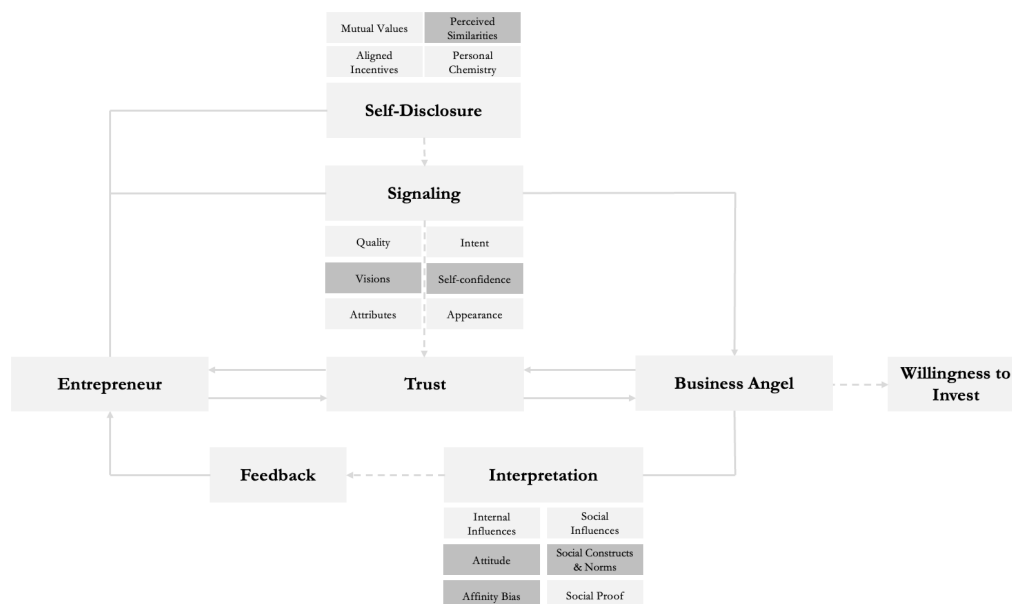 Mutual Values
Perceived
Similarities
Aligned
Incentives
Personal
Chemistry
Self-Disclosure
Signaling
Quality
Intent
Visions
Self-confidence
Attributes
Appearance
Entrepreneur
Trust
Business Angel
Willingness to
Invest
Feedback
Interpretation
Internal
Influences
Social
Influences
Attitude
Social Constructs
& Norms
Affinity Bias
Social Proof